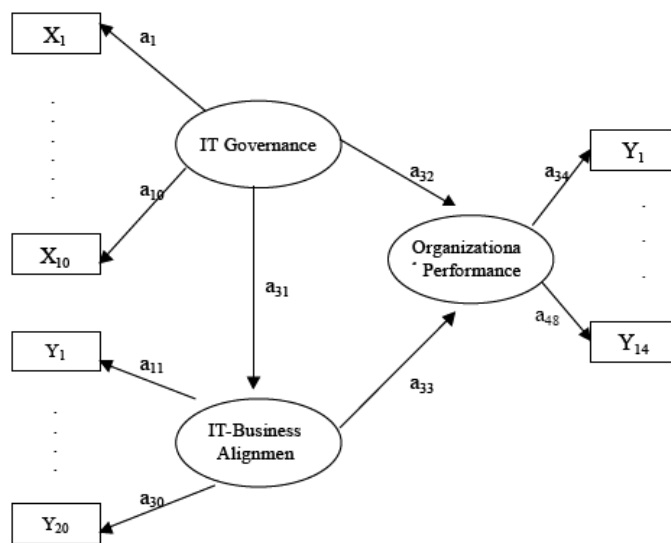 X1
a1
IT Governance
a10
X10
a32
a34
Y1
Organizationa
Performance
a31
a48
Y14
Y1
a11
a33
IT-Business
Alignmen
a30
Y20